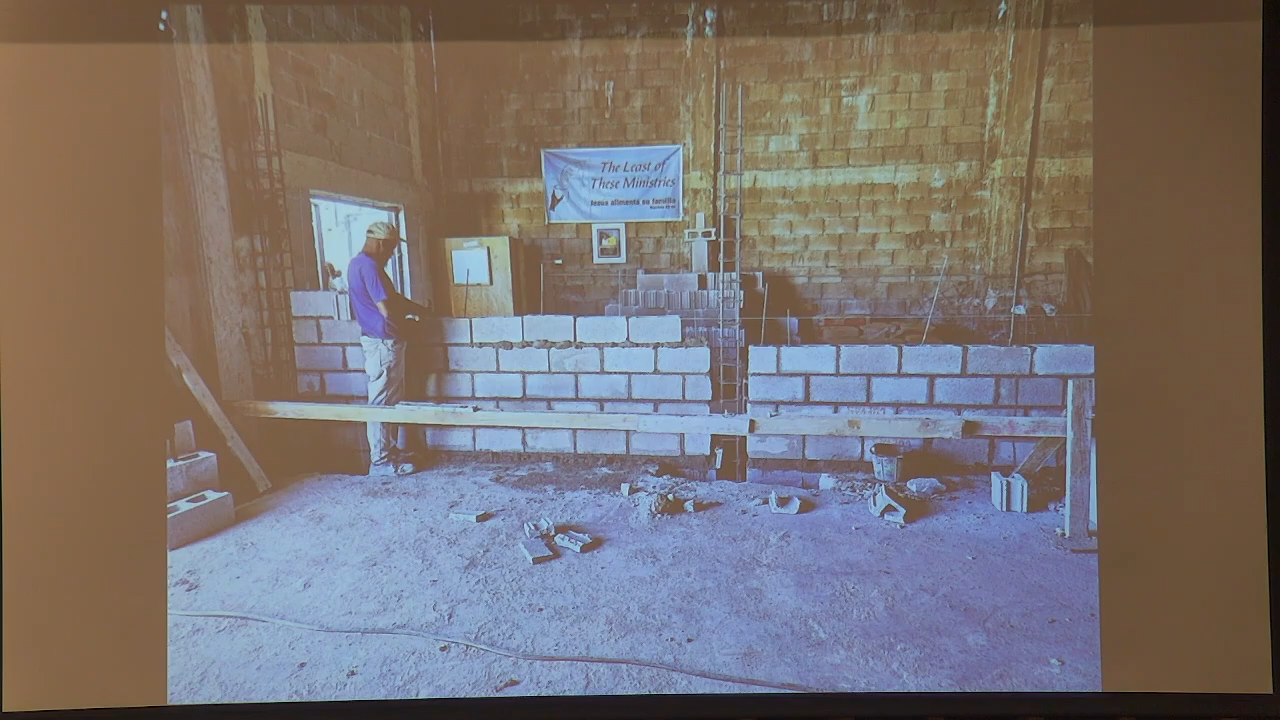 The Least of
These Ministries
Jesus alimenta su familia